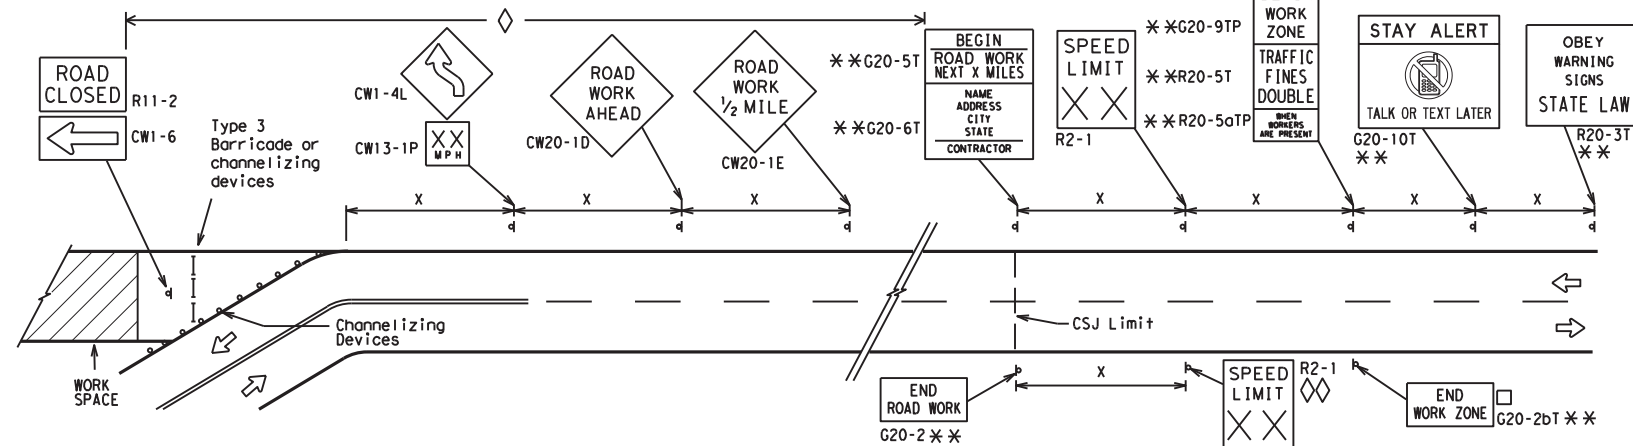 ROAD
CLOSED
R11-2
CW1-6
Type 3
Barricade or
channelizing
devices
CW1-4L
XX
MPH
CW13-1P
ROAD
WORK
AHEAD
CW20-1D
ROAD
WORK
1/2 MILE
CW20-1E
**G20-5T
BEGIN
ROAD WORK
NEXT X MILES
**G20-6T
NAME
ADDRESS
CITY
STATE
CONTRACTOR
SPEED
LIMIT
XX
R2-1
**G20-9TP
WORK
ZONE
**R20-5T
TRAFFIC
FINES
DOUBLE
**R20-5aTP
WHEN
WORKERS
ARE PRESENT
STAY ALERT
TALK OR TEXT LATER
G20-10T
**
OBEY
WARNING
SIGNS
STATE LAW
R20-3T
**
X
X
X
X
X
X
X
Channelizing
Devices
WORK
SPACE
CSJ Limit
X
END
ROAD WORK
G20-2**
SPEED
LIMIT
XX
R2-1
END
WORK ZONE
G20-2bT**